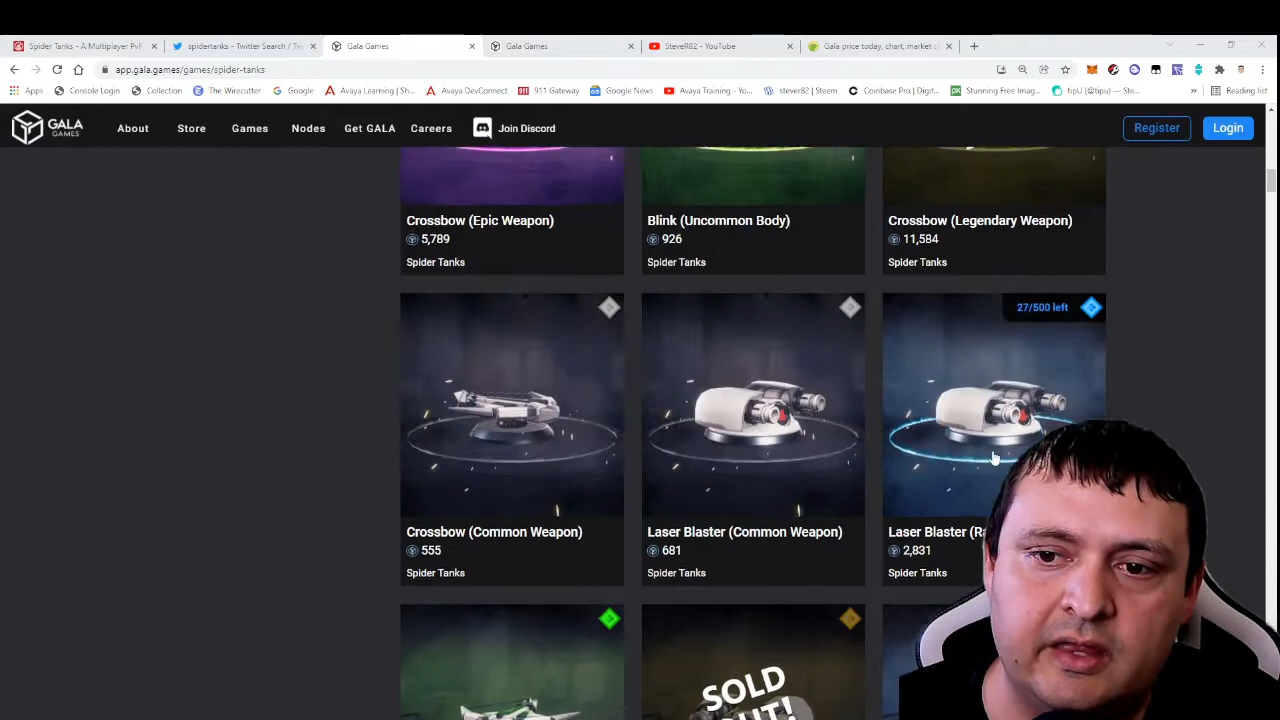 Spider Tanks - A Multiplayer PvP
spidertanks - Twitter Search / Tw
Gala Games
Gala Games
SteveR82 - YouTube
Gala price today, chart, market c
app.gala.games/games/spider-tanks
Apps
Console Login
Collection
The Wirecutter
Google
Avaya Learning | Sh...
Avaya DevConnect
911 Gateway
Google News
Avaya Training - Yo...
stever82 | Steem
Coinbase Pro | Digit...
Stunning Free Imag...
tipU (@tipu) — Ste...
»
Reading list
GALA
GAMES
About
Store
Games
Nodes
Get GALA
Careers
Join Discord
Register
Login
Crossbow (Epic Weapon)
5,789
Spider Tanks
Blink (Uncommon Body)
926
Spider Tanks
Crossbow (Legendary Weapon)
11,584
Spider Tanks
27/500 left
Crossbow (Common Weapon)
555
Spider Tanks
Laser Blaster (Common Weapon)
681
Spider Tanks
Laser Blaster (Ra
2,831
Spider Tanks
SOLD
OUT!